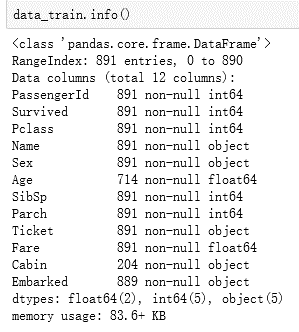 data_train.info()
<class 'pandas.core.frame.DataFrame'>
RangeIndex: 891 entries, 0 to 890
Data columns (total 12 columns):
PassengerId    891 non-null int64
Survived       891 non-null int64
Pclass         891 non-null int64
Name           891 non-null object
Sex            891 non-null object
Age            714 non-null float64
SibSp          891 non-null int64
Parch          891 non-null int64
Ticket         891 non-null object
Fare           891 non-null float64
Cabin          204 non-null object
Embarked       889 non-null object
dtypes: float64(2), int64(5), object(5)
memory usage: 83.6+ KB